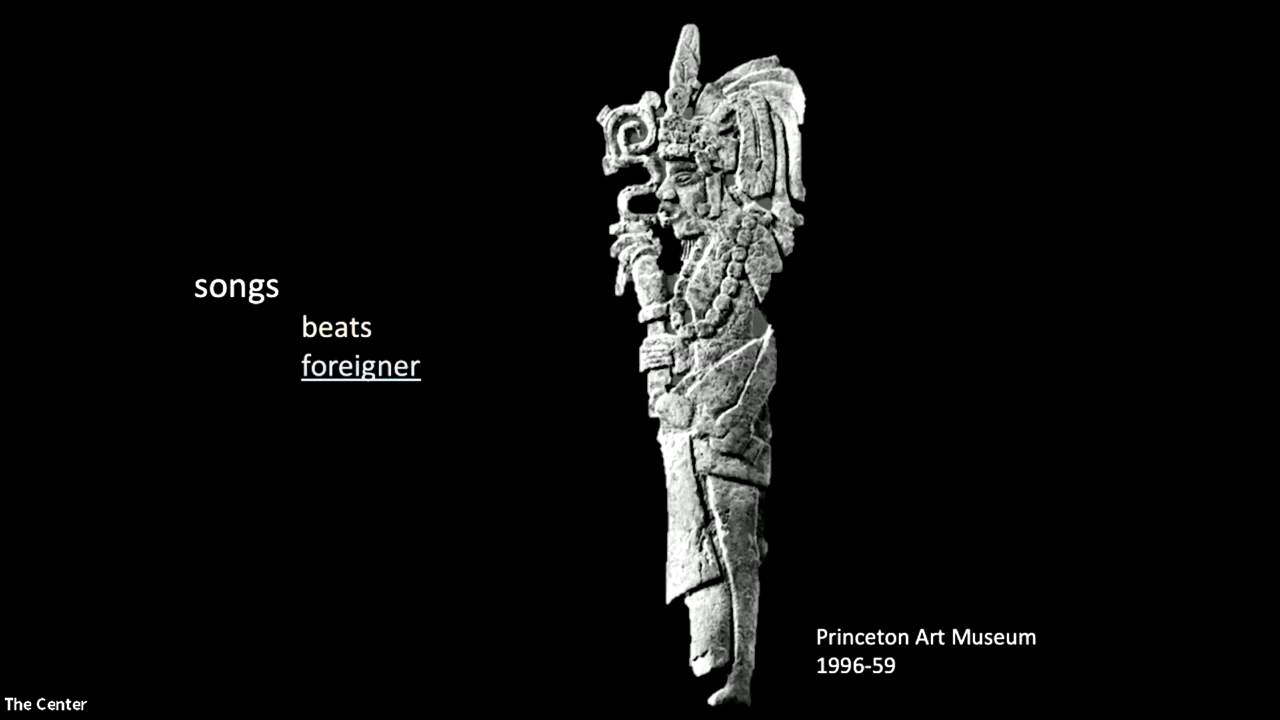 songs
beats
foreigner
Princeton Art Museum
1996-59
The Center